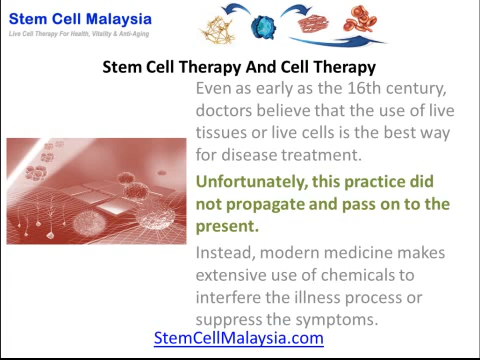 Stem Cell Malaysia
Live Cell Therapy For Health, Vitality & Anti-Aging
Stem Cell Therapy And Cell Therapy
Even as early as the 16th century,
doctors believe that the use of live
tissues or live cells is the best way
for disease treatment.
Unfortunately, this practice did
not propagate and pass on to the
present.
Instead, modern medicine makes
extensive use of chemicals to
interfere the illness process or
suppress the symptoms.
StemCellMalaysia.com